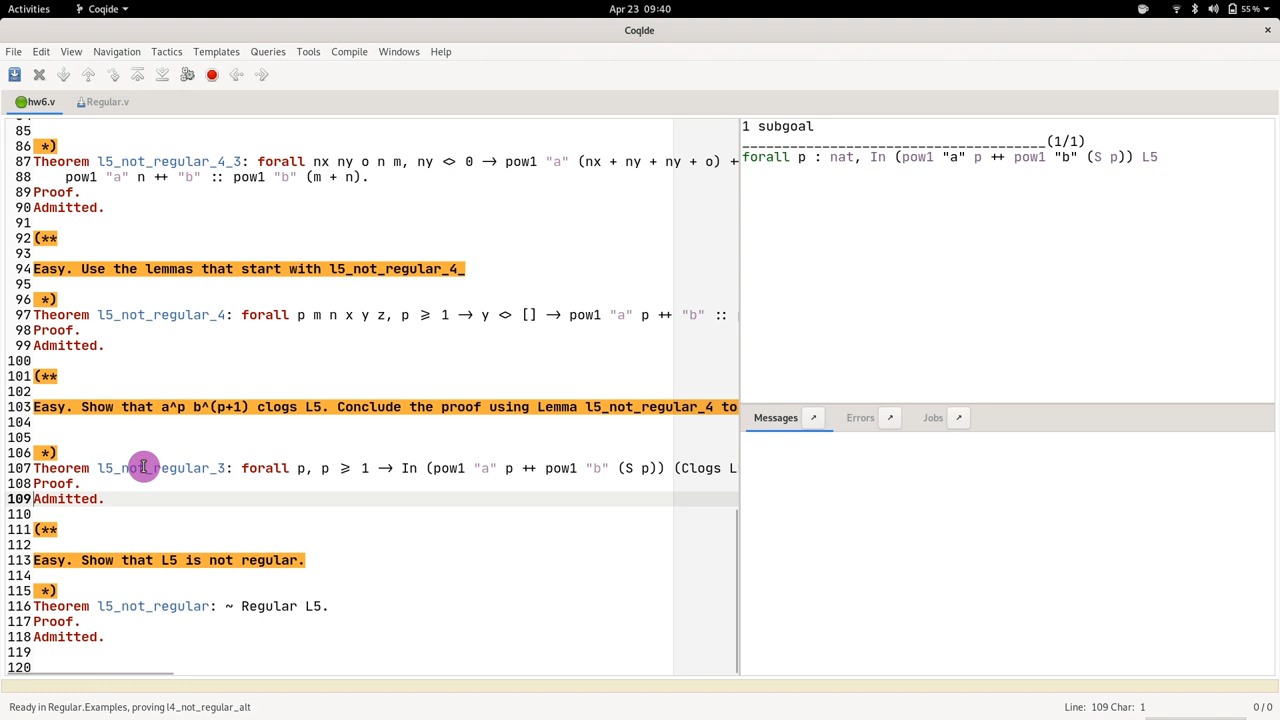 Activities
Coqide
Apr 23 09:40
55 %
CoqIde
File Edit View Navigation Tactics Templates Queries Tools Compile Windows Help
hw6.v
Regular.v
85
86 *)
87 Theorem l5_not_regular_4_3: forall nx ny o n m, ny <> 0 -> pow1 "a" (nx + ny + ny + o) +
88 pow1 "a" n ++ "b" :: pow1 "b" (m + n).
89 Proof.
90 Admitted.
91
92 (**
93
94 Easy. Use the lemmas that start with l5_not_regular_4_
95
96 *)
97 Theorem l5_not_regular_4: forall p m n x y z, p >= 1 -> y <> [] -> pow1 "a" p ++ "b" ::
98 Proof.
99 Admitted.
100
101 (**
102
103 Easy. Show that a^p b^(p+1) clogs L5. Conclude the proof using Lemma l5_not_regular_4 to
104
105
106 *)
107 Theorem l5_not_regular_3: forall p, p >= 1 -> In (pow1 "a" p ++ pow1 "b" (S p)) (Clogs L
108 Proof.
109 Admitted.
110
111 (**
112
113 Easy. Show that L5 is not regular.
114
115 *)
116 Theorem l5_not_regular: ~ Regular L5.
117 Proof.
118 Admitted.
119
120
1 subgoal
______________________________________(1/1)
forall p : nat, In (pow1 "a" p ++ pow1 "b" (S p)) L5
Messages
Errors
Jobs
Ready in Regular.Examples, proving l4_not_regular_alt
Line: 109 Char: 1
0 / 0